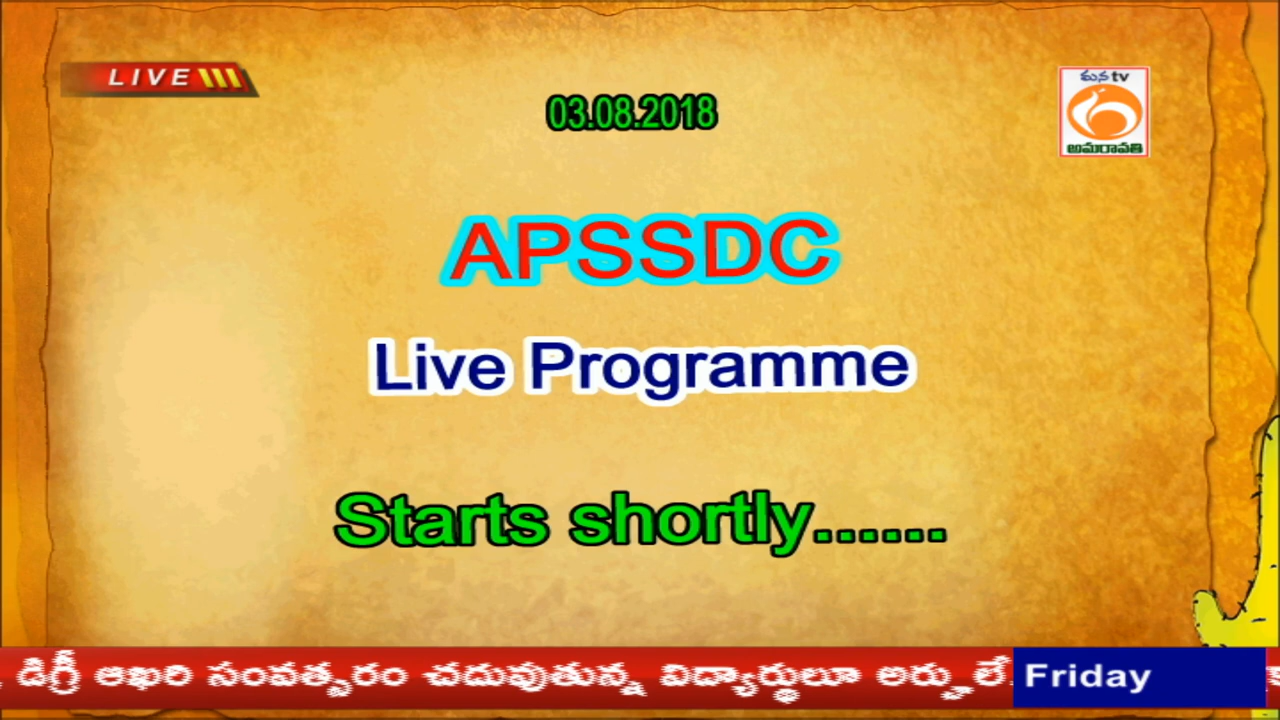 LIVE
03.08.2018
మన tv
అమరావతి
APSSDC
Live Programme
Starts shortly......
డిగ్రీ ఆఖరి సంవత్సరం చదువుతున్న విద్యార్థులూ అర్హులే.
Friday